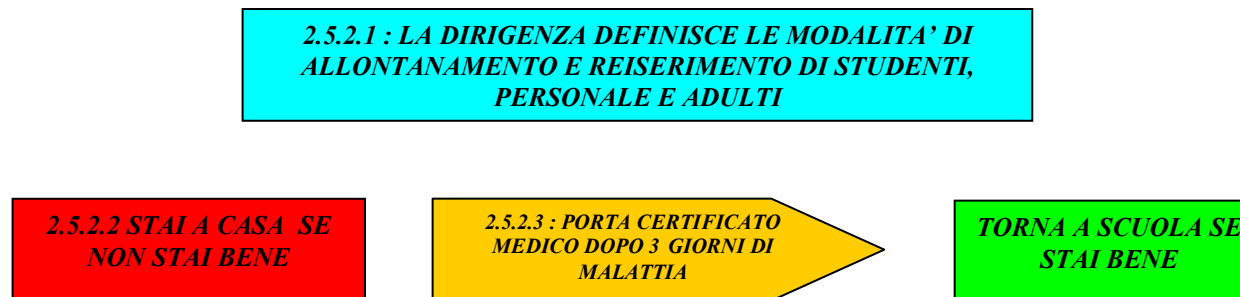 2.5.2.1 : LA DIRIGENZA DEFINISCE LE MODALITA’ DI
ALLONTANAMENTO E REISERIMENTO DI STUDENTI,
PERSONALE E ADULTI
2.5.2.2 STAI A CASA SE
NON STAI BENE
2.5.2.3 : PORTA CERTIFICATO
MEDICO DOPO 3 GIORNI DI
MALATTIA
TORNA A SCUOLA SE
STAI BENE